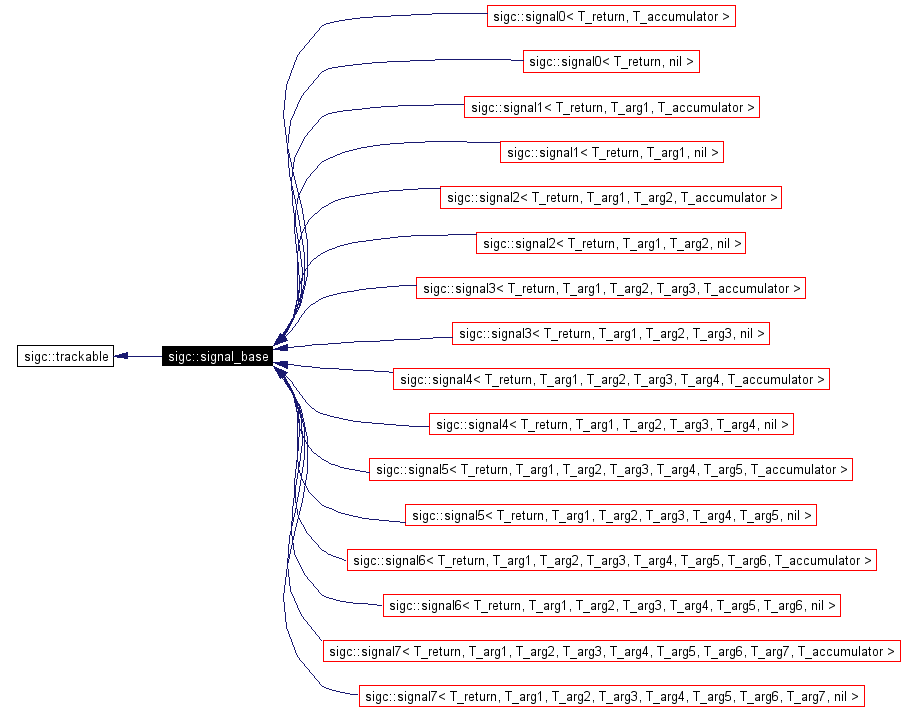 sigc::signal0< T_return, T_accumulator >
sigc::signal0< T_return, nil >
sigc::signal1< T_return, T_arg1, T_accumulator >
sigc::signal1< T_return, T_arg1, nil >
sigc::signal2< T_return, T_arg1, T_arg2, T_accumulator >
sigc::signal2< T_return, T_arg1, T_arg2, nil >
sigc::signal3< T_return, T_arg1, T_arg2, T_arg3, T_accumulator >
sigc::signal3< T_return, T_arg1, T_arg2, T_arg3, nil >
sigc::trackable
sigc::signal_base
sigc::signal4< T_return, T_arg1, T_arg2, T_arg3, T_arg4, T_accumulator >
sigc::signal4< T_return, T_arg1, T_arg2, T_arg3, T_arg4, nil >
sigc::signal5< T_return, T_arg1, T_arg2, T_arg3, T_arg4, T_arg5, T_accumulator >
sigc::signal5< T_return, T_arg1, T_arg2, T_arg3, T_arg4, T_arg5, nil >
sigc::signal6< T_return, T_arg1, T_arg2, T_arg3, T_arg4, T_arg5, T_arg6, T_accumulator >
sigc::signal6< T_return, T_arg1, T_arg2, T_arg3, T_arg4, T_arg5, T_arg6, nil >
sigc::signal7< T_return, T_arg1, T_arg2, T_arg3, T_arg4, T_arg5, T_arg6, T_arg7, T_accumulator >
sigc::signal7< T_return, T_arg1, T_arg2, T_arg3, T_arg4, T_arg5, T_arg6, T_arg7, nil >